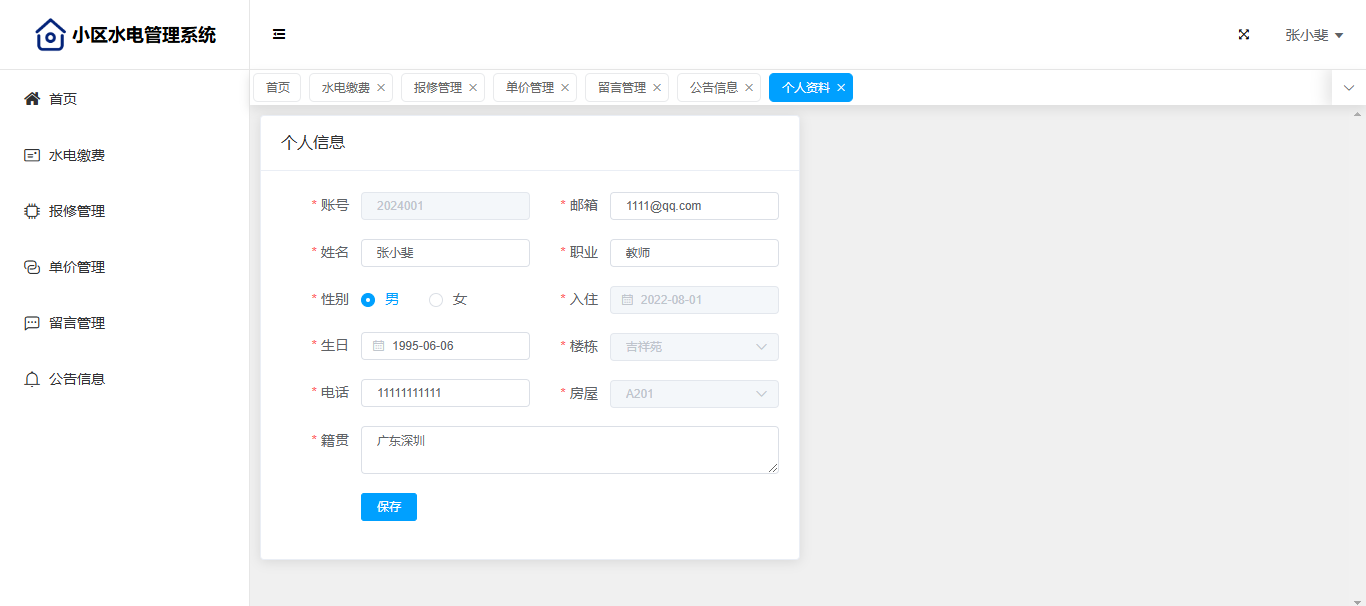 小区水电管理系统
张小斐
首页
水电缴费
报修管理
单价管理
留言管理
公告信息
首页 水电缴费 报修管理 单价管理 留言管理 公告信息 个人资料
个人信息
* 账号 2024001 * 邮箱 1111@qq.com
* 姓名 张小斐 * 职业 教师
* 性别 男 女 * 入住 2022-08-01
* 生日 1995-06-06 * 楼栋 吉祥苑
* 电话 11111111111 * 房屋 A201
* 籍贯 广东深圳
保存